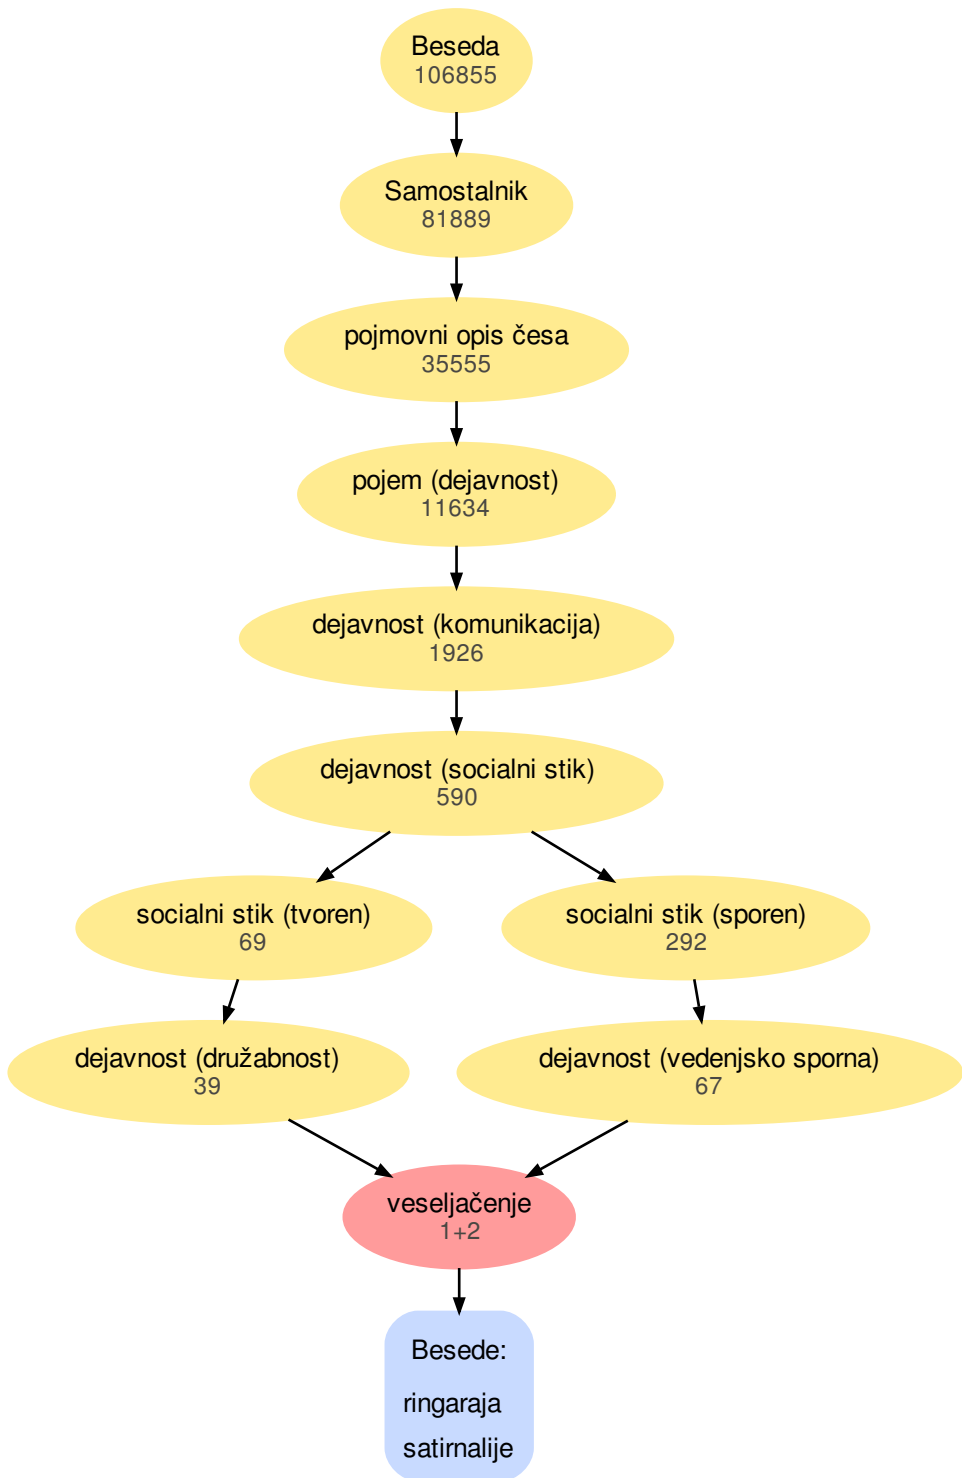 Beseda
106855
Samostalnik
81889
pojmovni opis česa
35555
pojem (dejavnost)
11634
dejavnost (komunikacija)
1926
dejavnost (socialni stik)
590
socialni stik (tvoren)
69
socialni stik (sporen)
292
dejavnost (družabnost)
39
dejavnost (vedenjsko sporna)
67
veseljačenje
1+2
Besede:
ringaraja
satirnalije